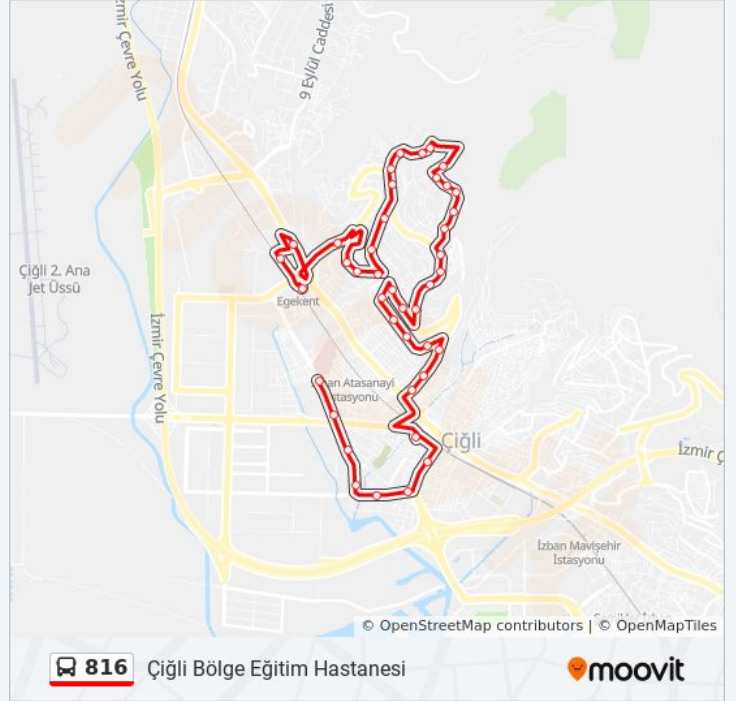 İzmir Çevre Yolu
9 Eylül Caddesi
Çiğli 2. Ana
Jet Üssü
Egekent
İzmir Çevre Yolu
Atasanayi
Çiğli
İzmir Ç
İzban Mavişehir
İstasyonu
© OpenStreetMap contributors | © OpenMapTiles
816 Çiğli Bölge Eğitim Hastanesi
moovit